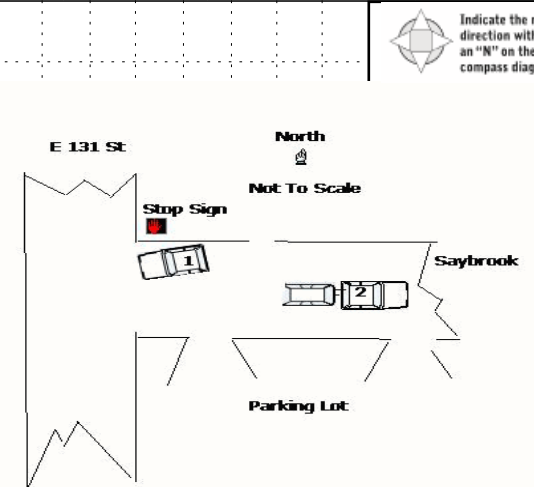 Indicate the
direction with
an "N" on the
compass
North
E 131 St
Not To Scale
Stop Sign
1
Saybrook
2
Parking Lot